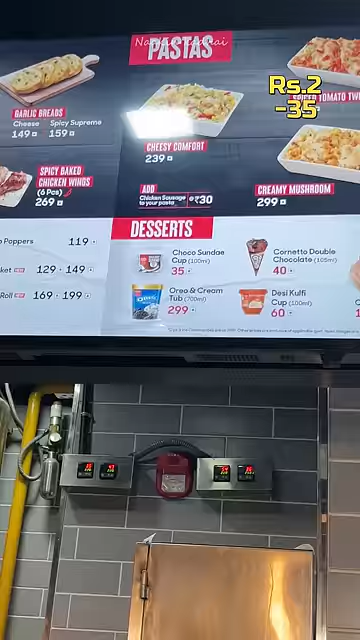 PASTAS
Rs.2
-35
GARLIC BREADS
Cheese Spicy Supreme
149 159
CHEESY COMFORT
239
SPICY BAKED
CHICKEN WINGS
(6 Pcs)
269
ADD
Chicken Sausage
to your pasta
@₹30
CREAMY MUSHROOM
299
DESSERTS
Poppers 119
ket 129 · 149
Roll 169 · 199
Choco Sundae
Cup (100ml)
35
Cornetto Double
Chocolate (105ml)
40
Oreo & Cream
Tub (700ml)
299
Desi Kulfi
Cup (100ml)
60